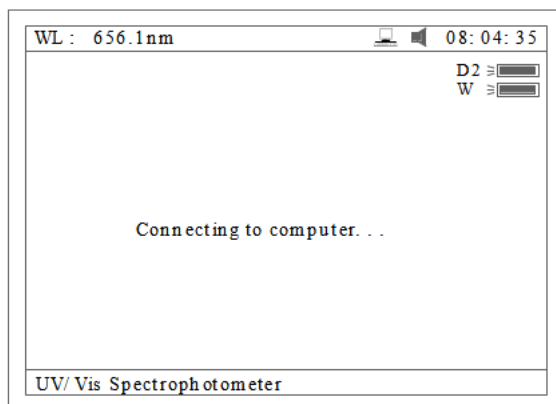 WL: 656.1nm 08:04:35
D2
W
Connecting to computer...
UV/Vis Spectrophotometer